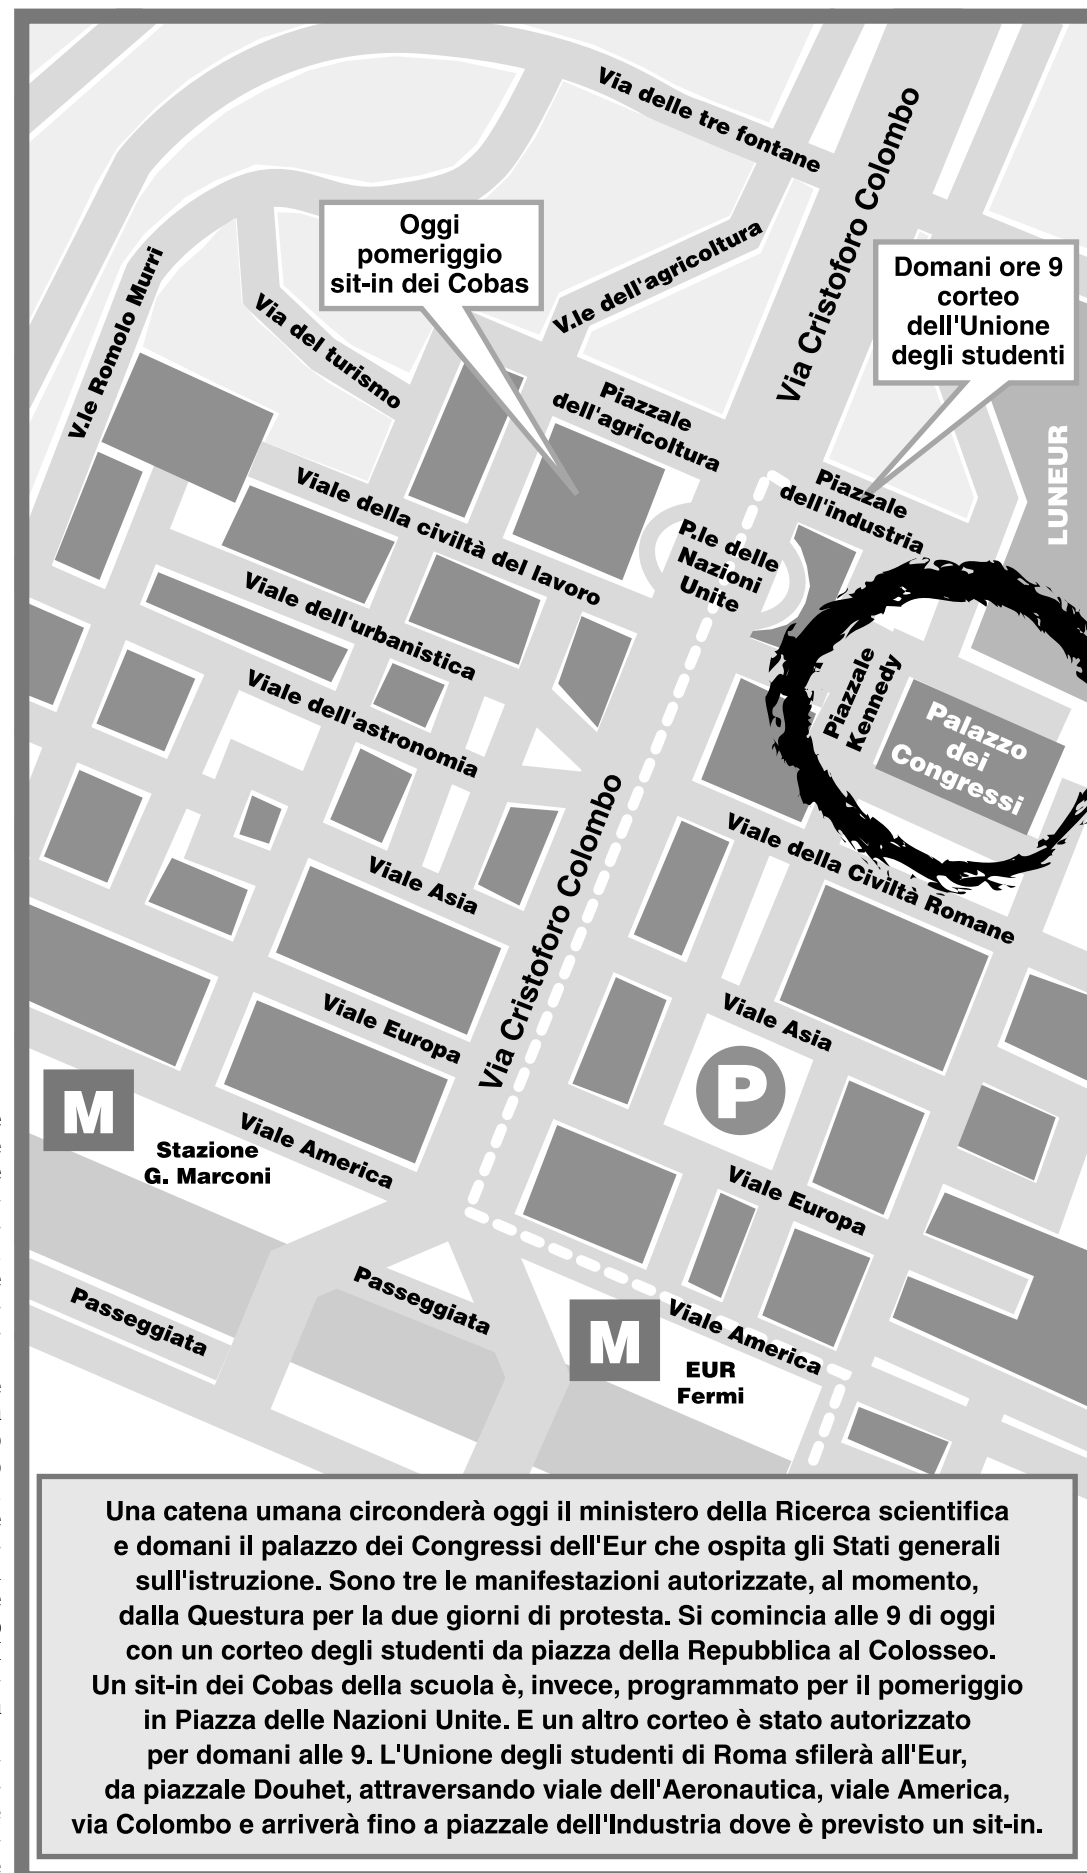 Via delle tre fontane
Via Cristoforo Colombo
Oggi
pomeriggio
sit-in dei Cobas
V.le dell'agricoltura
Domani ore 9
corteo
dell'Unione
degli studenti
V.le Romolo Murri
Via del turismo
Piazzale
dell'agricoltura
LUNEUR
Piazzale
dell'industria
Viale della civiltà del lavoro
P.le delle
Nazioni
Unite
Viale dell'urbanistica
Piazzale
Kennedy
Viale dell'astronomia
Palazzo
dei
Congressi
Via Cristoforo Colombo
Viale della Civiltà Romane
Viale Asia
Viale Europa
Viale Asia
P
M
Stazione
G. Marconi
Viale America
Viale Europa
Passeggiata
Passeggiata
M
EUR
Fermi
Viale America
Una catena umana circonderà oggi il ministero della Ricerca scientifica
e domani il palazzo dei Congressi dell'Eur che ospita gli Stati generali
sull'istruzione. Sono tre le manifestazioni autorizzate, al momento,
dalla Questura per la due giorni di protesta. Si comincia alle 9 di oggi
con un corteo degli studenti da piazza della Repubblica al Colosseo.
Un sit-in dei Cobas della scuola è, invece, programmato per il pomeriggio
in Piazza delle Nazioni Unite. E un altro corteo è stato autorizzato
per domani alle 9. L'Unione degli studenti di Roma sfilerà all'Eur,
da piazzale Douhet, attraversando viale dell'Aeronautica, viale America,
via Colombo e arriverà fino a piazzale dell'Industria dove è previsto un sit-in.